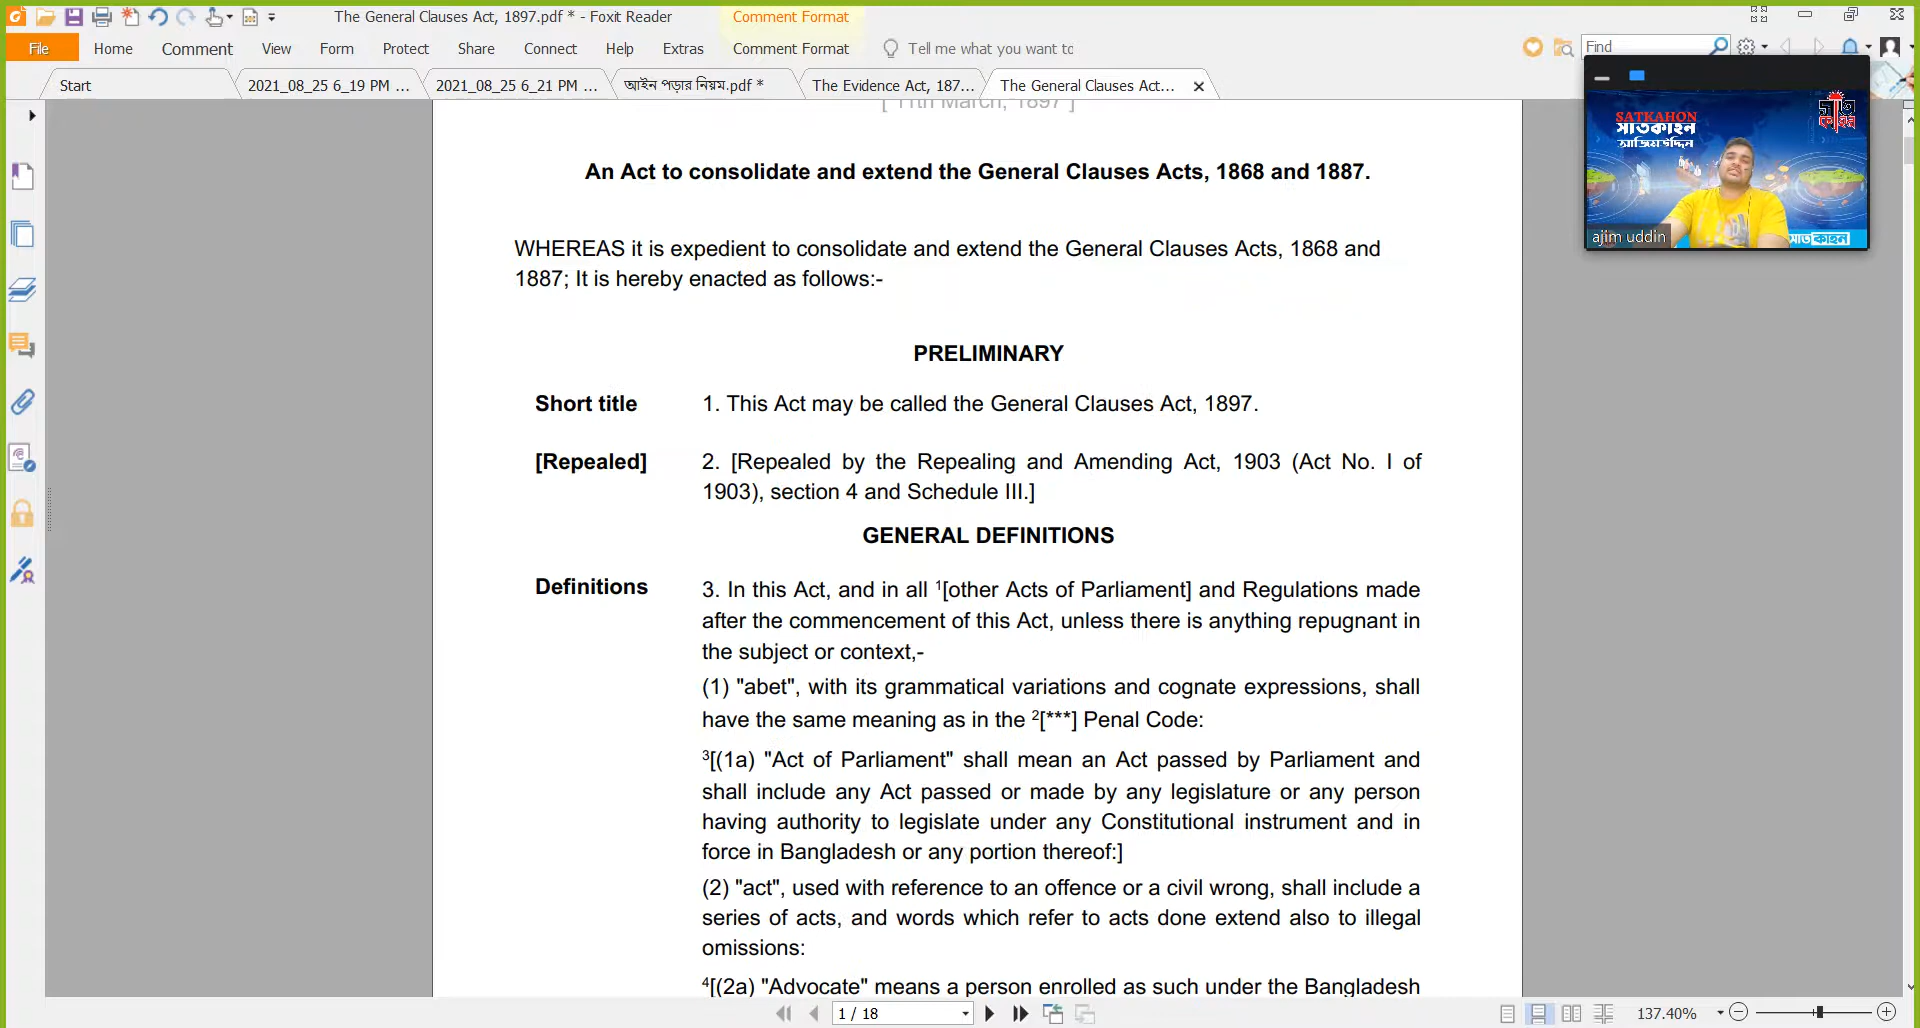 The General Clauses Act, 1897.pdf * - Foxit Reader
Comment Format
File
Home
Comment
View
Form
Protect
Share
Connect
Help
Extras
Comment Format
Tell me what you want to
Find
Start
2021_08_25 6_19 PM ...
2021_08_25 6_21 PM ...
আইন পড়ার নিয়ম.pdf *
The Evidence Act, 187...
The General Clauses Act...
[ 11th March, 1897 ]
SATKAHON
সাতকাহন
আজিমউদ্দিন
ajim uddin
An Act to consolidate and extend the General Clauses Acts, 1868 and 1887.
WHEREAS it is expedient to consolidate and extend the General Clauses Acts, 1868 and
1887; It is hereby enacted as follows:-
PRELIMINARY
Short title 1. This Act may be called the General Clauses Act, 1897.
[Repealed] 2. [Repealed by the Repealing and Amending Act, 1903 (Act No. I of
1903), section 4 and Schedule III.]
GENERAL DEFINITIONS
Definitions 3. In this Act, and in all 1[other Acts of Parliament] and Regulations made
after the commencement of this Act, unless there is anything repugnant in
the subject or context,-
(1) "abet", with its grammatical variations and cognate expressions, shall
have the same meaning as in the 2[***] Penal Code:
3[(1a) "Act of Parliament" shall mean an Act passed by Parliament and
shall include any Act passed or made by any legislature or any person
having authority to legislate under any Constitutional instrument and in
force in Bangladesh or any portion thereof:]
(2) "act", used with reference to an offence or a civil wrong, shall include a
series of acts, and words which refer to acts done extend also to illegal
omissions:
4[(2a) "Advocate" means a person enrolled as such under the Bangladesh
1 / 18
137.40%